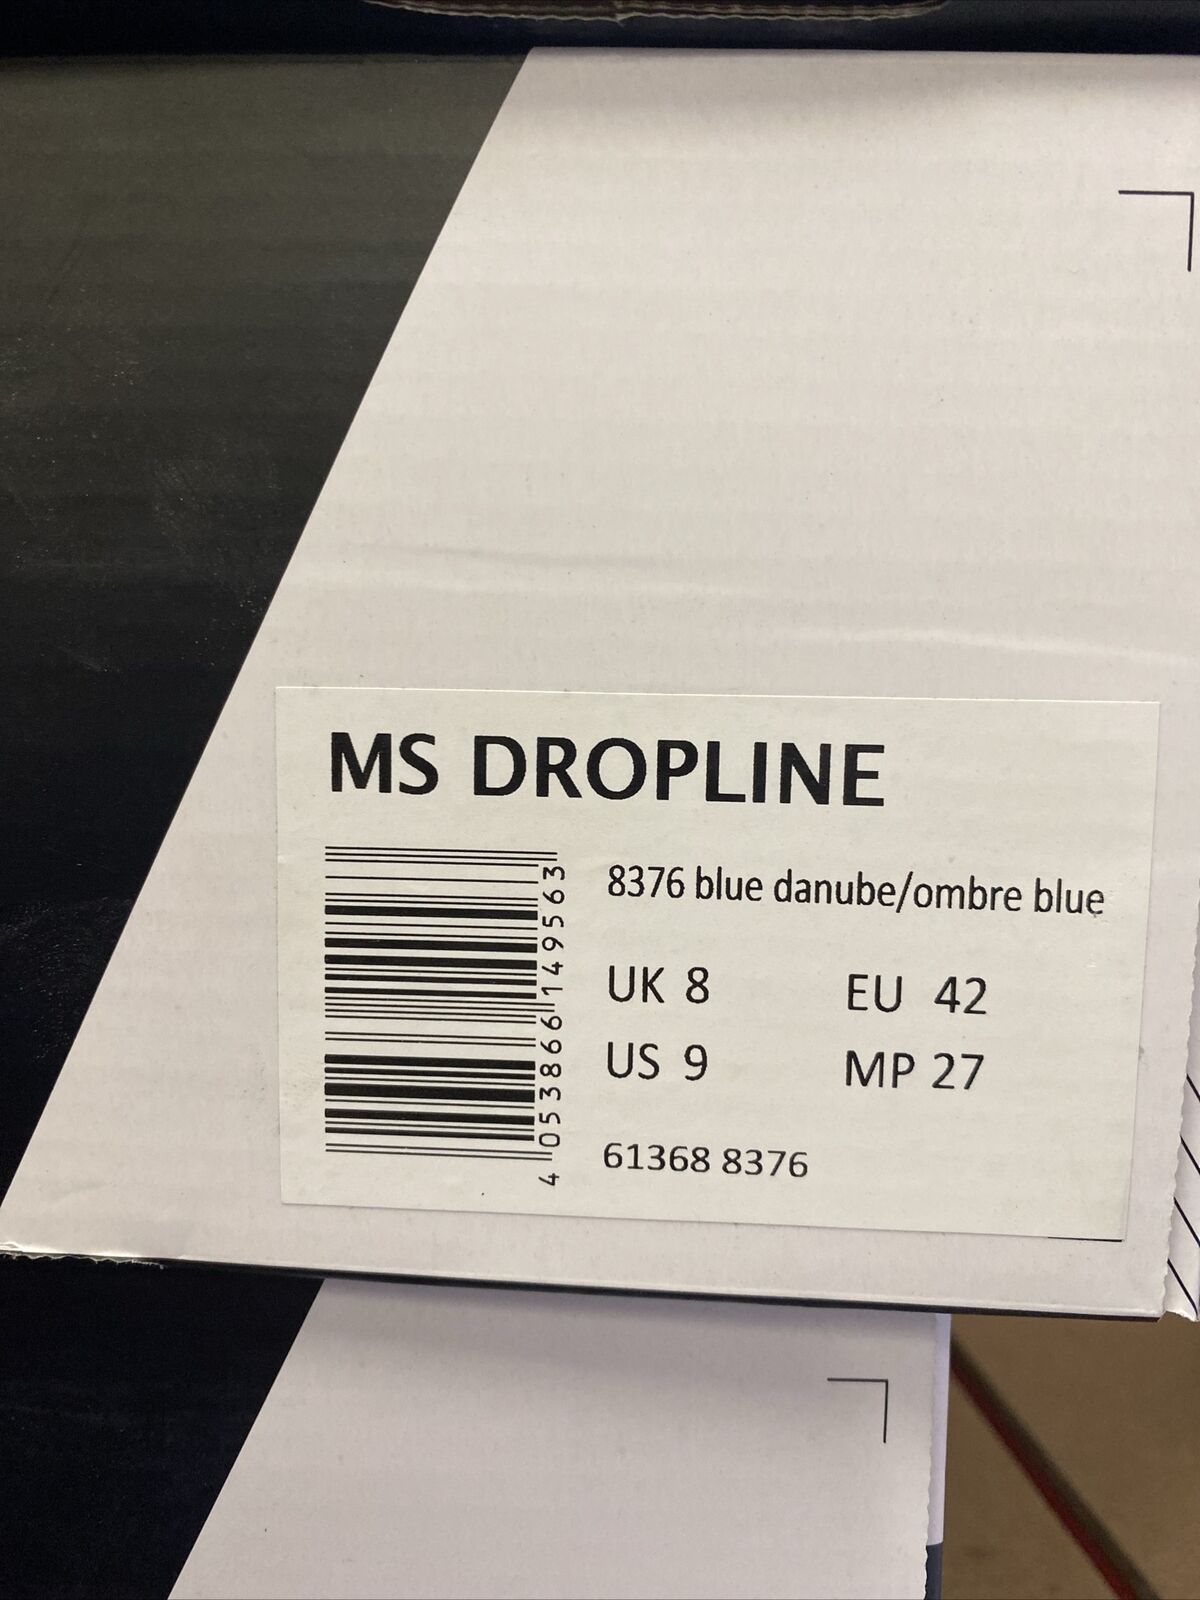 MS DROPLINE
8376 blue danube/ombre blue
UK 8 EU 42
US 9 MP 27
61368 8376
4 053866 149563